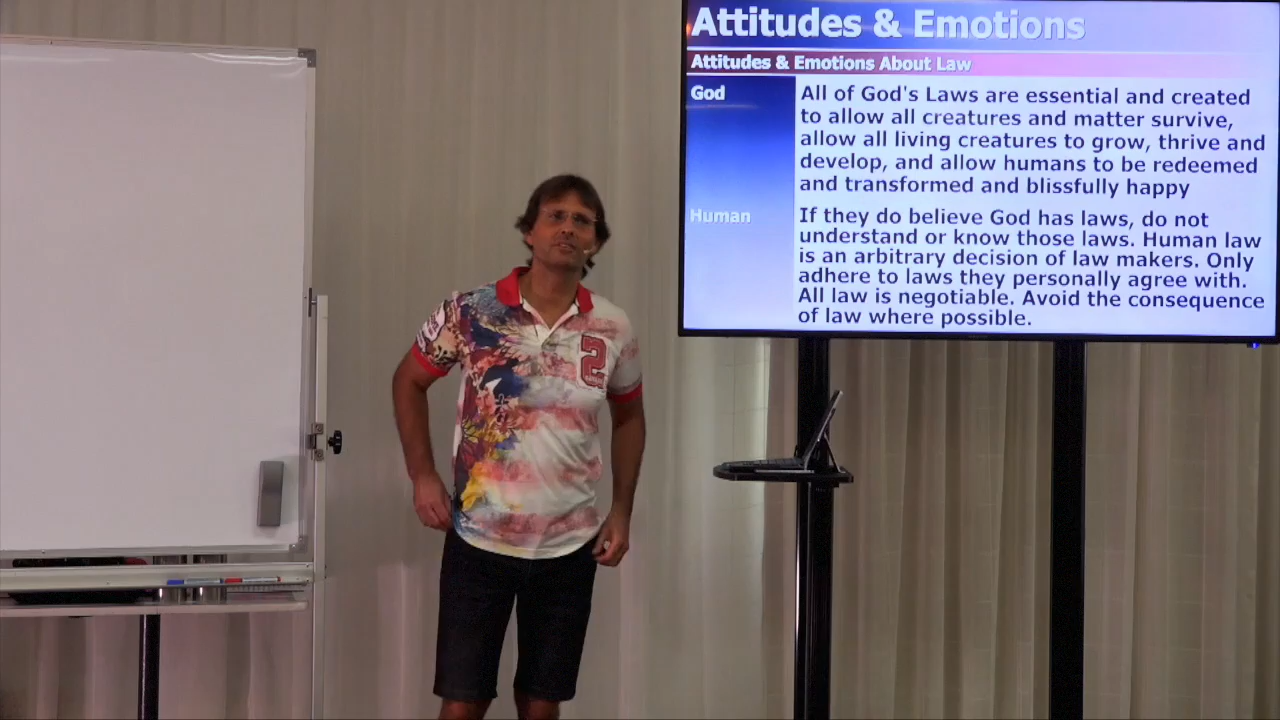 Attitudes & Emotions
Attitudes & Emotions About Law
God
All of God's Laws are essential and created
to allow all creatures and matter survive,
allow all living creatures to grow, thrive and
develop, and allow humans to be redeemed
and transformed and blissfully happy
Human
If they do believe God has laws, do not
understand or know those laws. Human law
is an arbitrary decision of law makers. Only
adhere to laws they personally agree with.
All law is negotiable. Avoid the consequence
of law where possible.
2